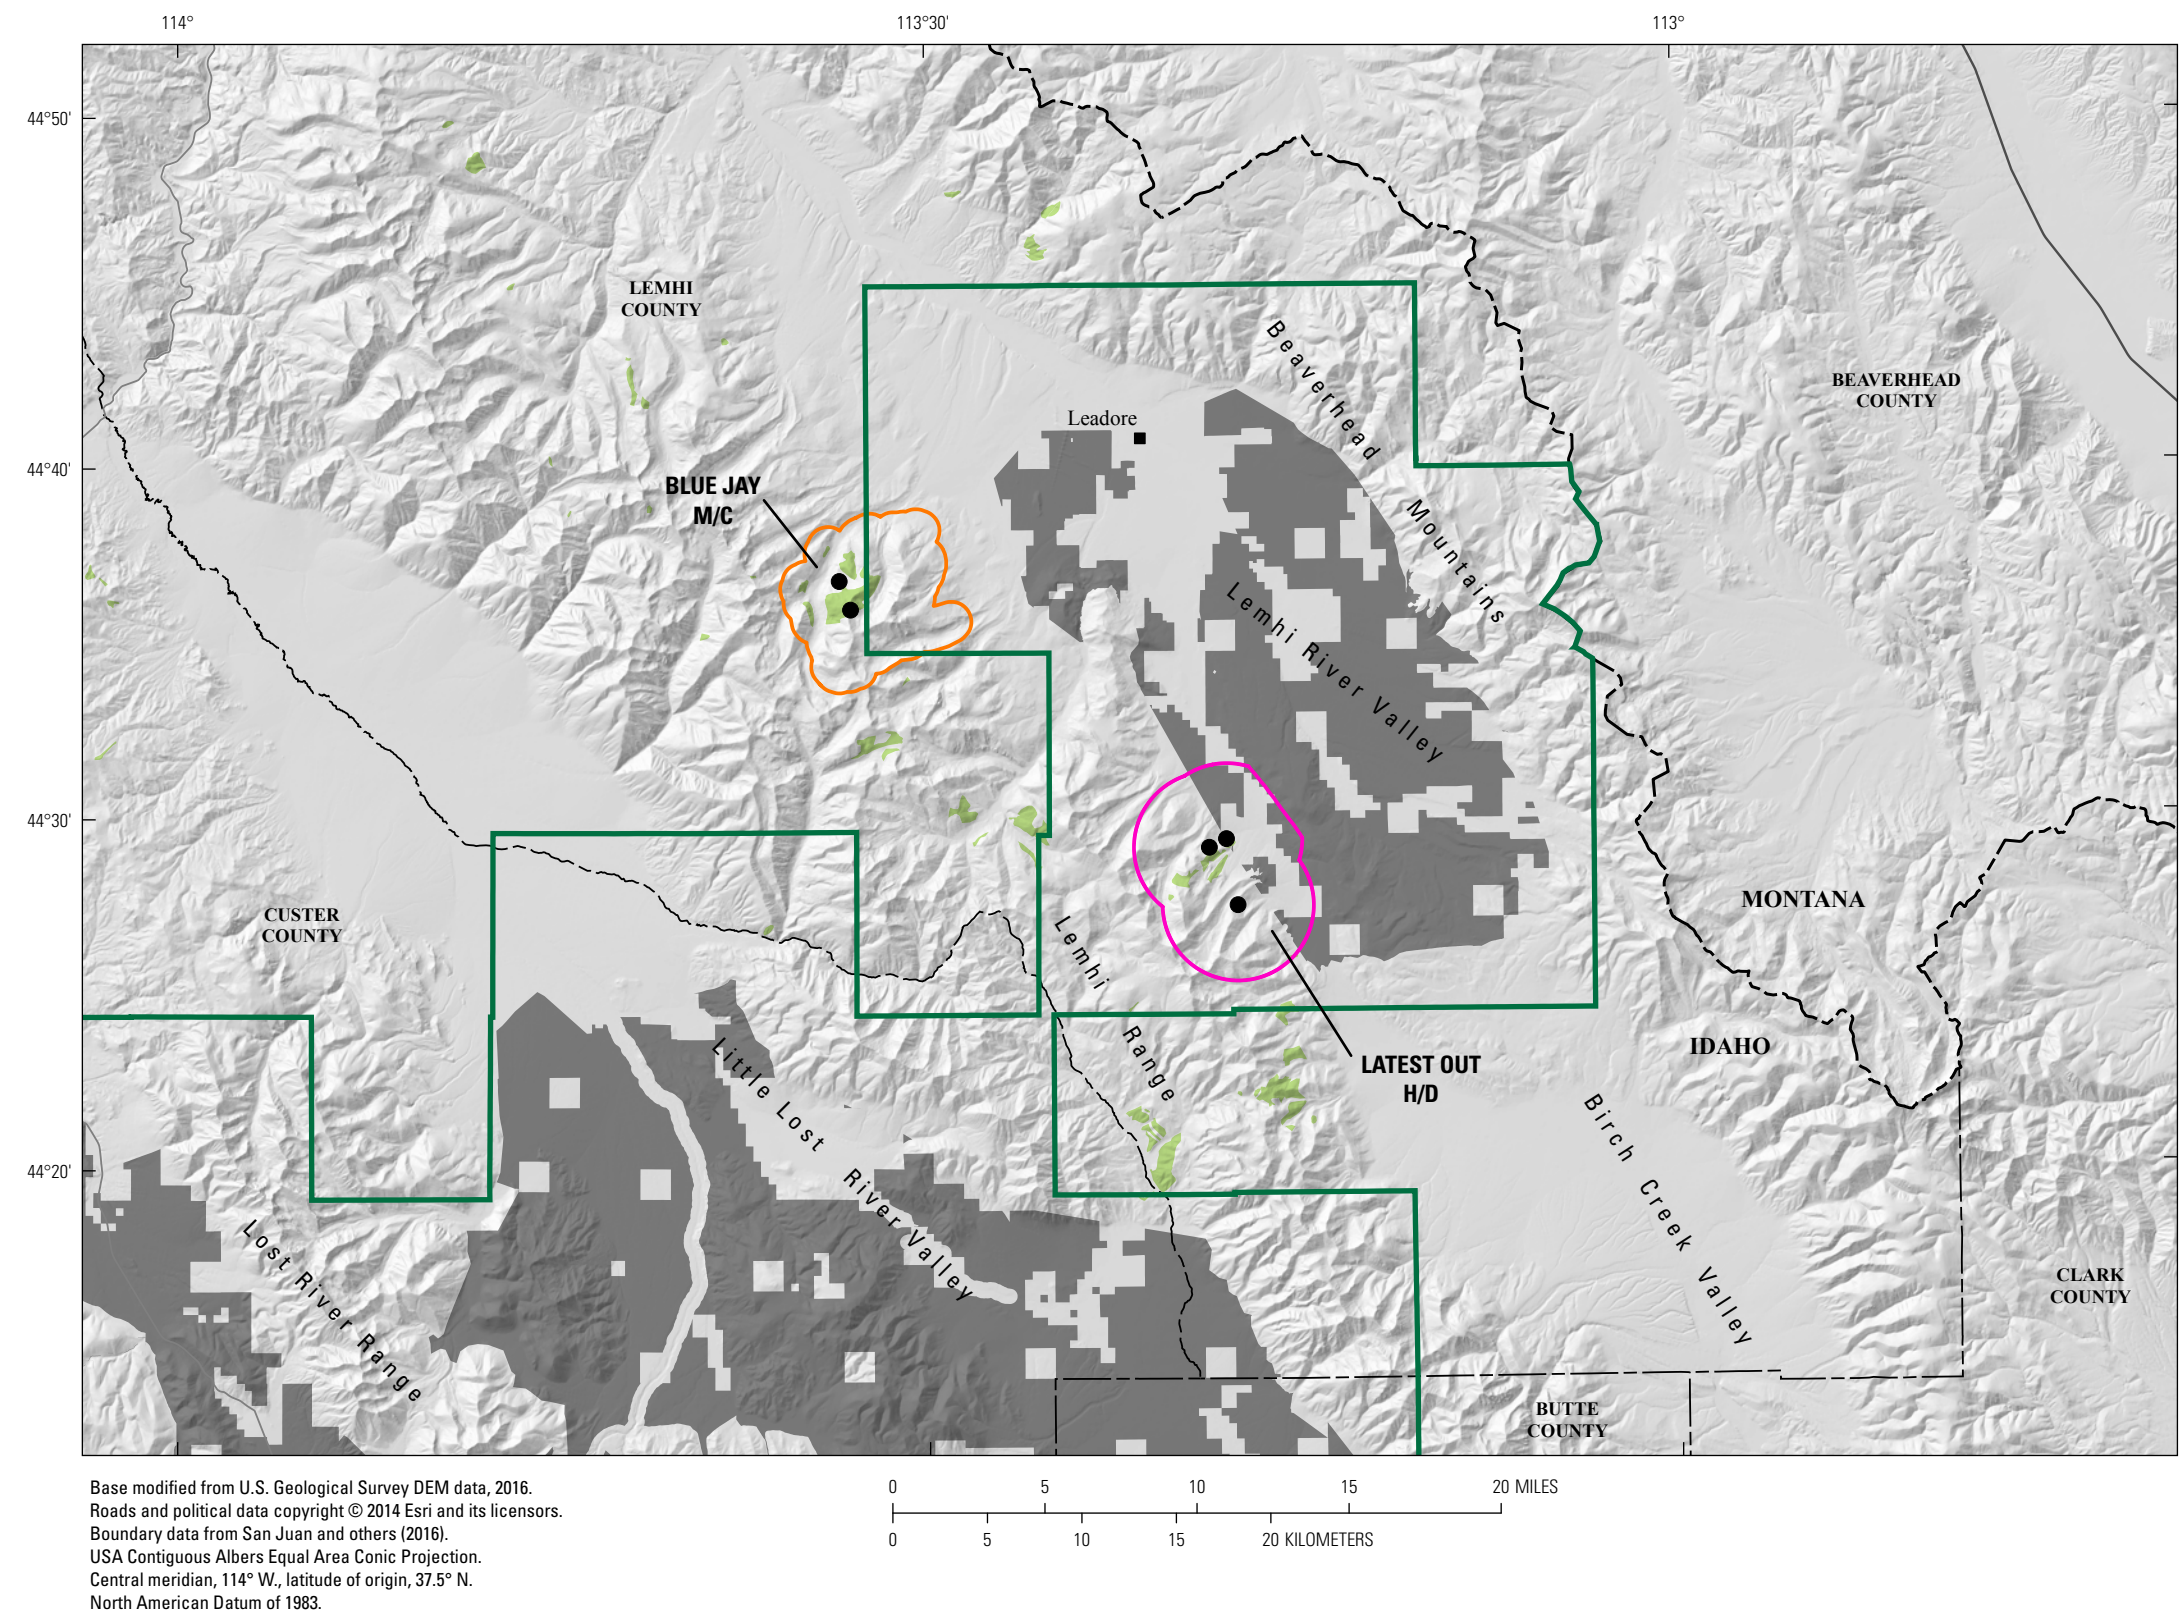 114°
113°30'
113°
44°50'
LEMHI
COUNTY
Beaverhead Mountains
BEAVERHEAD
COUNTY
Leadore
44°40'
BLUE JAY
M/C
Lemhi River Valley
44°30'
CUSTER
COUNTY
Lemhi Range
MONTANA
IDAHO
LATEST OUT
H/D
Little Lost River Valley
Birch Creek Valley
44°20'
Lost River Range
CLARK
COUNTY
BUTTE
COUNTY
Base modified from U.S. Geological Survey DEM data, 2016.
Roads and political data copyright © 2014 Esri and its licensors.
Boundary data from San Juan and others (2016).
USA Contiguous Albers Equal Area Conic Projection.
Central meridian, 114° W., latitude of origin, 37.5° N.
North American Datum of 1983.
0 5 10 15 20 MILES
0 5 10 15 20 KILOMETERS